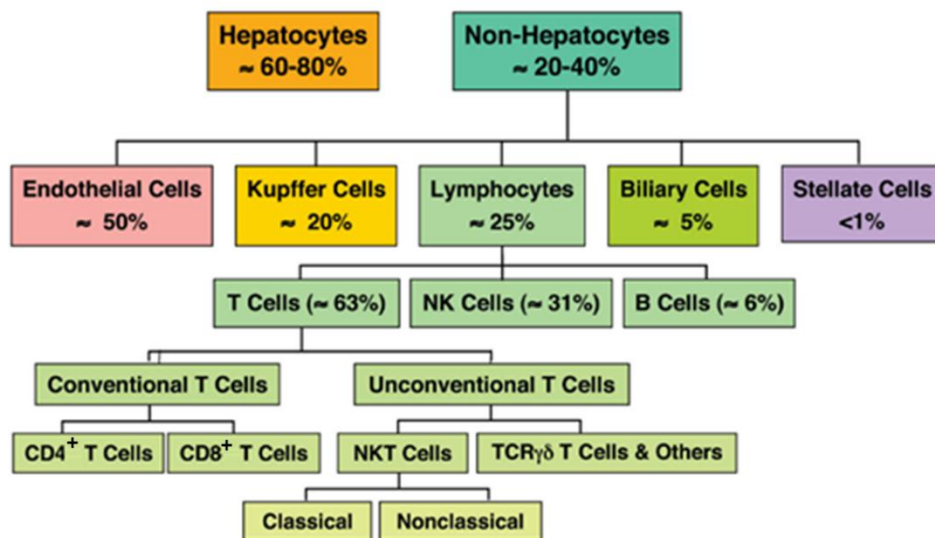 Hepatocytes
≈ 60-80%
Non-Hepatocytes
≈ 20-40%
Endothelial Cells
≈ 50%
Kupffer Cells
≈ 20%
Lymphocytes
≈ 25%
Biliary Cells
≈ 5%
Stellate Cells
<1%
T Cells (≈ 63%)
NK Cells (≈ 31%)
B Cells (≈ 6%)
Conventional T Cells
Unconventional T Cells
CD4⁺ T Cells
CD8⁺ T Cells
NKT Cells
TCRγδ T Cells & Others
Classical
Nonclassical